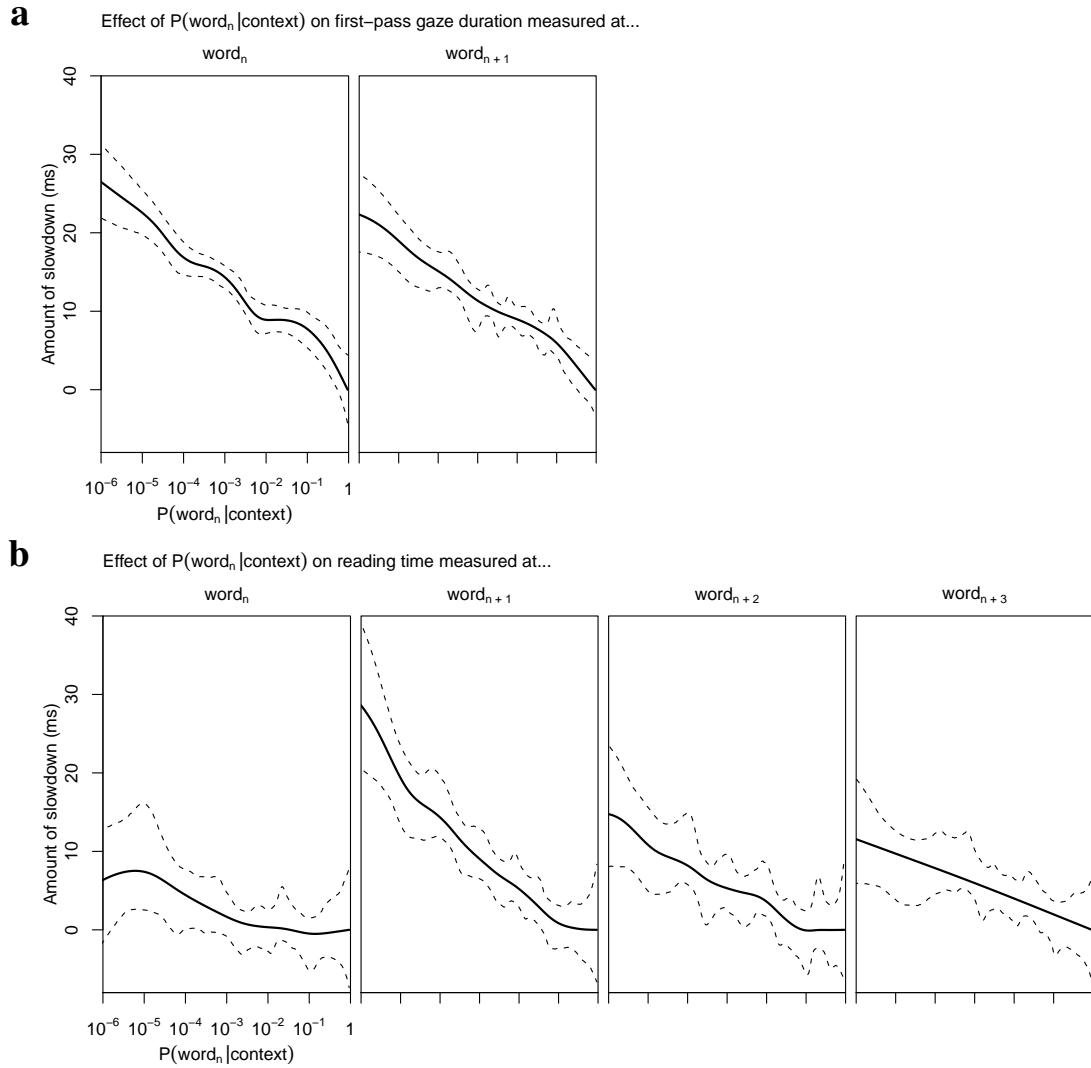 a
Effect of P(wordₙ|context) on first−pass gaze duration measured at...
wordₙ
wordₙ ₊ ₁
Amount of slowdown (ms)
40
30
20
10
0
10⁻⁶ 10⁻⁵ 10⁻⁴ 10⁻³ 10⁻² 10⁻¹ 1
P(wordₙ|context)
b
Effect of P(wordₙ|context) on reading time measured at...
wordₙ
wordₙ ₊ ₁
wordₙ ₊ ₂
wordₙ ₊ ₃
Amount of slowdown (ms)
40
30
20
10
0
10⁻⁶ 10⁻⁵ 10⁻⁴ 10⁻³ 10⁻² 10⁻¹ 1
P(wordₙ|context)